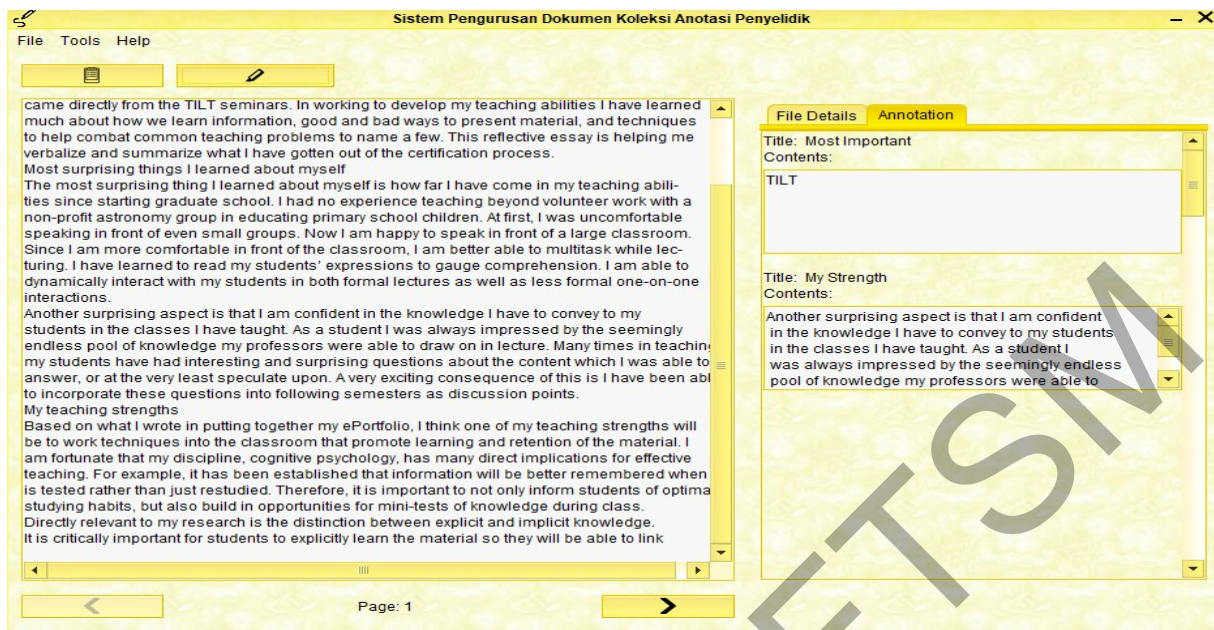 Sistem Pengurusan Dokumen Koleksi Anotasi Penyelidik
File Tools Help
came directly from the TILT seminars. In working to develop my teaching abilities I have learned
much about how we learn information, good and bad ways to present material, and techniques
to help combat common teaching problems to name a few. This reflective essay is helping me
verbalize and summarize what I have gotten out of the certification process.
Most surprising things I learned about myself
The most surprising thing I learned about myself is how far I have come in my teaching abili-
ties since starting graduate school. I had no experience teaching beyond volunteer work with a
non-profit astronomy group in educating primary school children. At first, I was uncomfortable
speaking in front of even small groups. Now I am happy to speak in front of a large classroom.
Since I am more comfortable in front of the classroom, I am better able to multitask while lec-
turing. I have learned to read my students' expressions to gauge comprehension. I am able to
dynamically interact with my students in both formal lectures as well as less formal one-on-one
interactions.
Another surprising aspect is that I am confident in the knowledge I have to convey to my
students in the classes I have taught. As a student I was always impressed by the seemingly
endless pool of knowledge my professors were able to draw on in lecture. Many times in teaching
my students have had interesting and surprising questions about the content which I was able to
answer, or at the very least speculate upon. A very exciting consequence of this is I have been abl
to incorporate these questions into following semesters as discussion points.
My teaching strengths
Based on what I wrote in putting together my ePortfolio, I think one of my teaching strengths will
be to work techniques into the classroom that promote learning and retention of the material. I
am fortunate that my discipline, cognitive psychology, has many direct implications for effective
teaching. For example, it has been established that information will be better remembered when
is tested rather than just restudied. Therefore, it is important to not only inform students of optima
studying habits, but also build in opportunities for mini-tests of knowledge during class.
Directly relevant to my research is the distinction between explicit and implicit knowledge.
It is critically important for students to explicitly learn the material so they will be able to link
Page: 1
File Details Annotation
Title: Most Important
Contents:
TILT
Title: My Strength
Contents:
Another surprising aspect is that I am confident
in the knowledge I have to convey to my students
in the classes I have taught. As a student I
was always impressed by the seemingly endless
pool of knowledge my professors were able to
FTSM